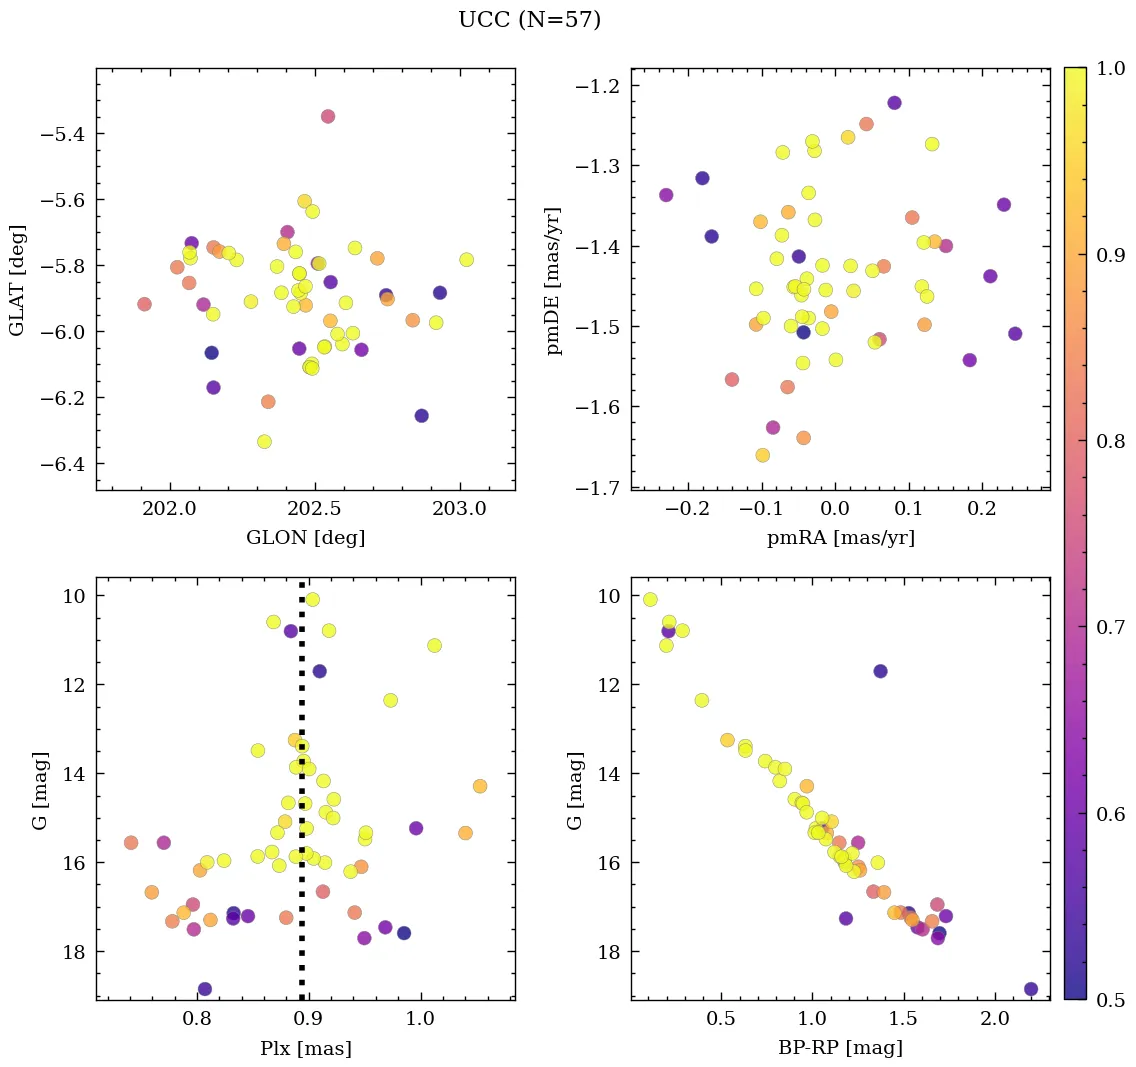 UCC (N=57)
−5.4
−5.6
−5.8
−6.0
−6.2
−6.4
GLAT [deg]
202.0 202.5 203.0
GLON [deg]
−1.2
−1.3
−1.4
−1.5
−1.6
−1.7
pmDE [mas/yr]
−0.2 −0.1 0.0 0.1 0.2
pmRA [mas/yr]
10
12
14
16
18
G [mag]
0.8 0.9 1.0
Plx [mas]
10
12
14
16
18
G [mag]
0.5 1.0 1.5 2.0
BP-RP [mag]
1.0
0.9
0.8
0.7
0.6
0.5